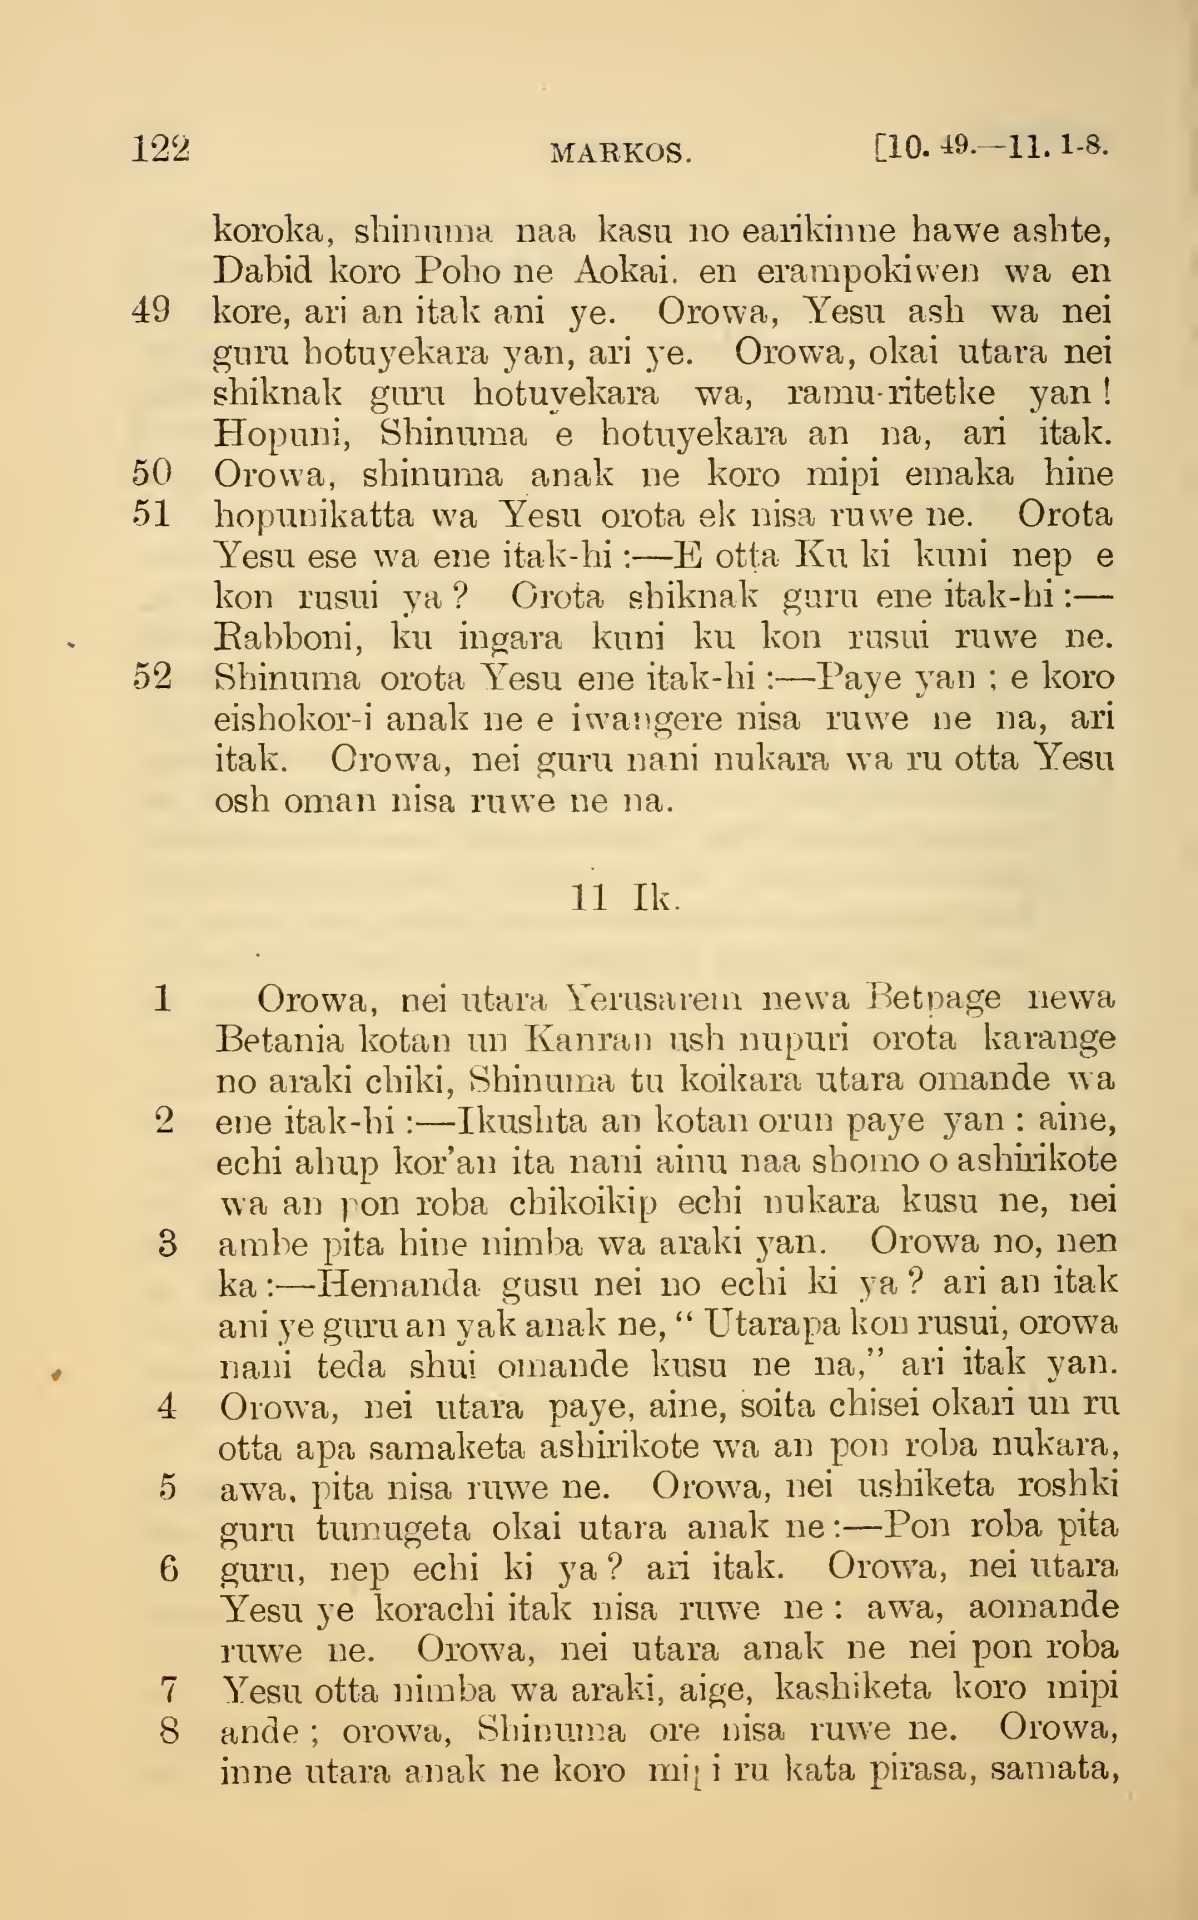 122 MARKOS. [10. 49.—11. 1-8.
koroka, shinuma naa kasu no earikinne hawe ashte,
Dabid koro Poho ne Aokai. en erampokiwen wa en
49 kore, ari an itak ani ye. Orowa, Yesu ash wa nei
guru hotuyekara yan, ari ye. Orowa, okai utara nei
shiknak guru hotuyekara wa, ramu-ritetke yan !
Hopuni, Shinuma e hotuyekara an na, ari itak.
50 Orowa, shinuma anak ne koro mipi emaka hine
51 hopunikatta wa Yesu orota ek nisa ruwe ne. Orota
Yesu ese wa ene itak-hi :—E otta Ku ki kuni nep e
kon rusui ya ? Orota shiknak guru ene itak-hi :—
Rabboni, ku ingara kuni ku kon rusui ruwe ne.
52 Shinuma orota Yesu ene itak-hi :—Paye yan ; e koro
eishokor-i anak ne e iwangere nisa ruwe ne na, ari
itak. Orowa, nei guru nani nukara wa ru otta Yesu
osh oman nisa ruwe ne na.
11 Ik.
1 Orowa, nei utara Yerusarem newa Betpage newa
Betania kotan un Kanran ush nupuri orota karange
no araki chiki, Shinuma tu koikara utara omande wa
2 ene itak-hi :—Ikushta an kotan orun paye yan : aine,
echi ahup kor'an ita nani ainu naa shomo o ashirikote
wa an pon roba chikoikip echi nukara kusu ne, nei
3 ambe pita hine nimba wa araki yan. Orowa no, nen
ka :—Hemanda gusu nei no echi ki ya ? ari an itak
ani ye guru an yak anak ne, “ Utarapa kon rusui, orowa
nani teda shui omande kusu ne na,” ari itak yan.
4 Orowa, nei utara paye, aine, soita chisei okari un ru
otta apa samaketa ashirikote wa an pon roba nukara,
5 awa, pita nisa ruwe ne. Orowa, nei ushiketa roshki
guru tumugeta okai utara anak ne :—Pon roba pita
6 guru, nep echi ki ya ? ari itak. Orowa, nei utara
Yesu ye korachi itak nisa ruwe ne : awa, aomande
ruwe ne. Orowa, nei utara anak ne nei pon roba
7 Yesu otta nimba wa araki, aige, kashiketa koro mipi
8 ande ; orowa, Shinuma ore nisa ruwe ne. Orowa,
inne utara anak ne koro mipi ru kata pirasa, samata,